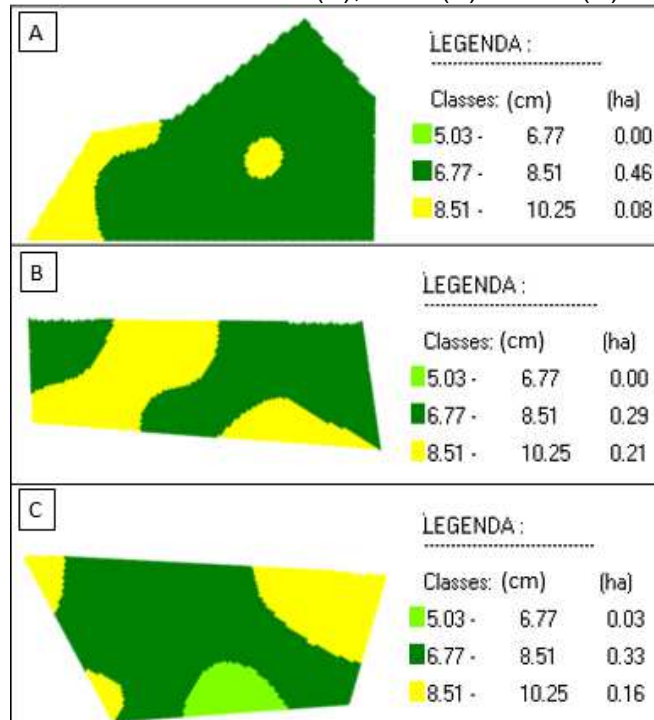 A
LEGENDA :
Classes: (cm) (ha)
5.03 - 6.77 0.00
6.77 - 8.51 0.46
8.51 - 10.25 0.08
B
LEGENDA :
Classes: (cm) (ha)
5.03 - 6.77 0.00
6.77 - 8.51 0.29
8.51 - 10.25 0.21
C
LEGENDA :
Classes: (cm) (ha)
5.03 - 6.77 0.03
6.77 - 8.51 0.33
8.51 - 10.25 0.16